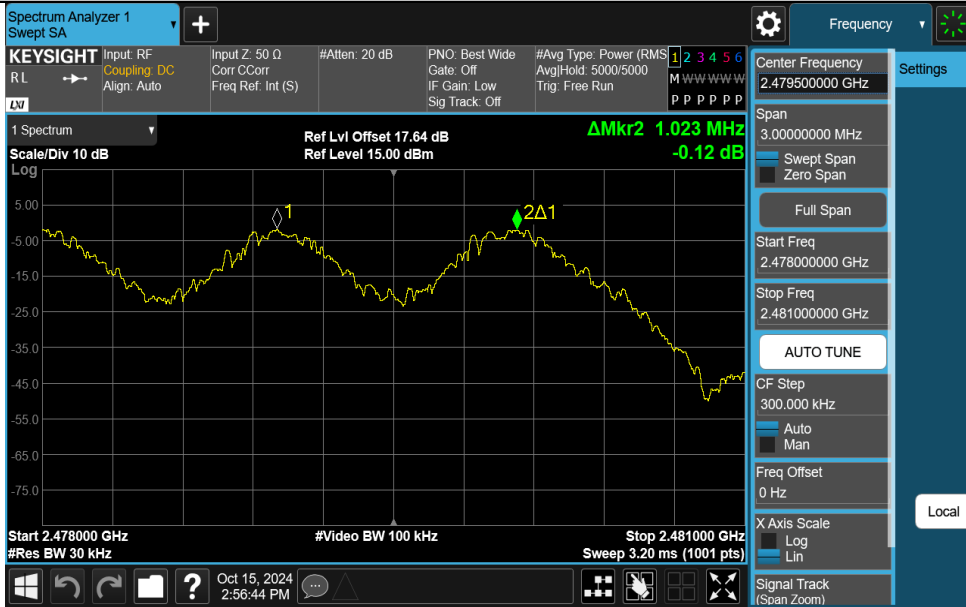 Spectrum Analyzer 1
Swept SA
+
Frequency
KEYSIGHT
RL
LXI
Input: RF
Coupling: DC
Align: Auto
Input Z: 50 Ω
Corr CCorr
Freq Ref: Int (S)
#Atten: 20 dB
PNO: Best Wide
Gate: Off
IF Gain: Low
Sig Track: Off
#Avg Type: Power (RMS
Avg|Hold: 5000/5000
Trig: Free Run
1 2 3 4 5 6
M W W W W W
P P P P P P
1 Spectrum
Scale/Div 10 dB
Log
Ref Lvl Offset 17.64 dB
Ref Level 15.00 dBm
ΔMkr2 1.023 MHz
-0.12 dB
5.00
-5.00
-15.0
-25.0
-35.0
-45.0
-55.0
-65.0
-75.0
1
2Δ1
Start 2.478000 GHz
#Res BW 30 kHz
#Video BW 100 kHz
Stop 2.481000 GHz
Sweep 3.20 ms (1001 pts)
?
Oct 15, 2024
2:56:44 PM
Center Frequency
2.479500000 GHz
Span
3.00000000 MHz
Swept Span
Zero Span
Full Span
Start Freq
2.478000000 GHz
Stop Freq
2.481000000 GHz
AUTO TUNE
CF Step
300.000 kHz
Auto
Man
Freq Offset
0 Hz
X Axis Scale
Log
Lin
Signal Track
(Span Zoom)
Settings
Local